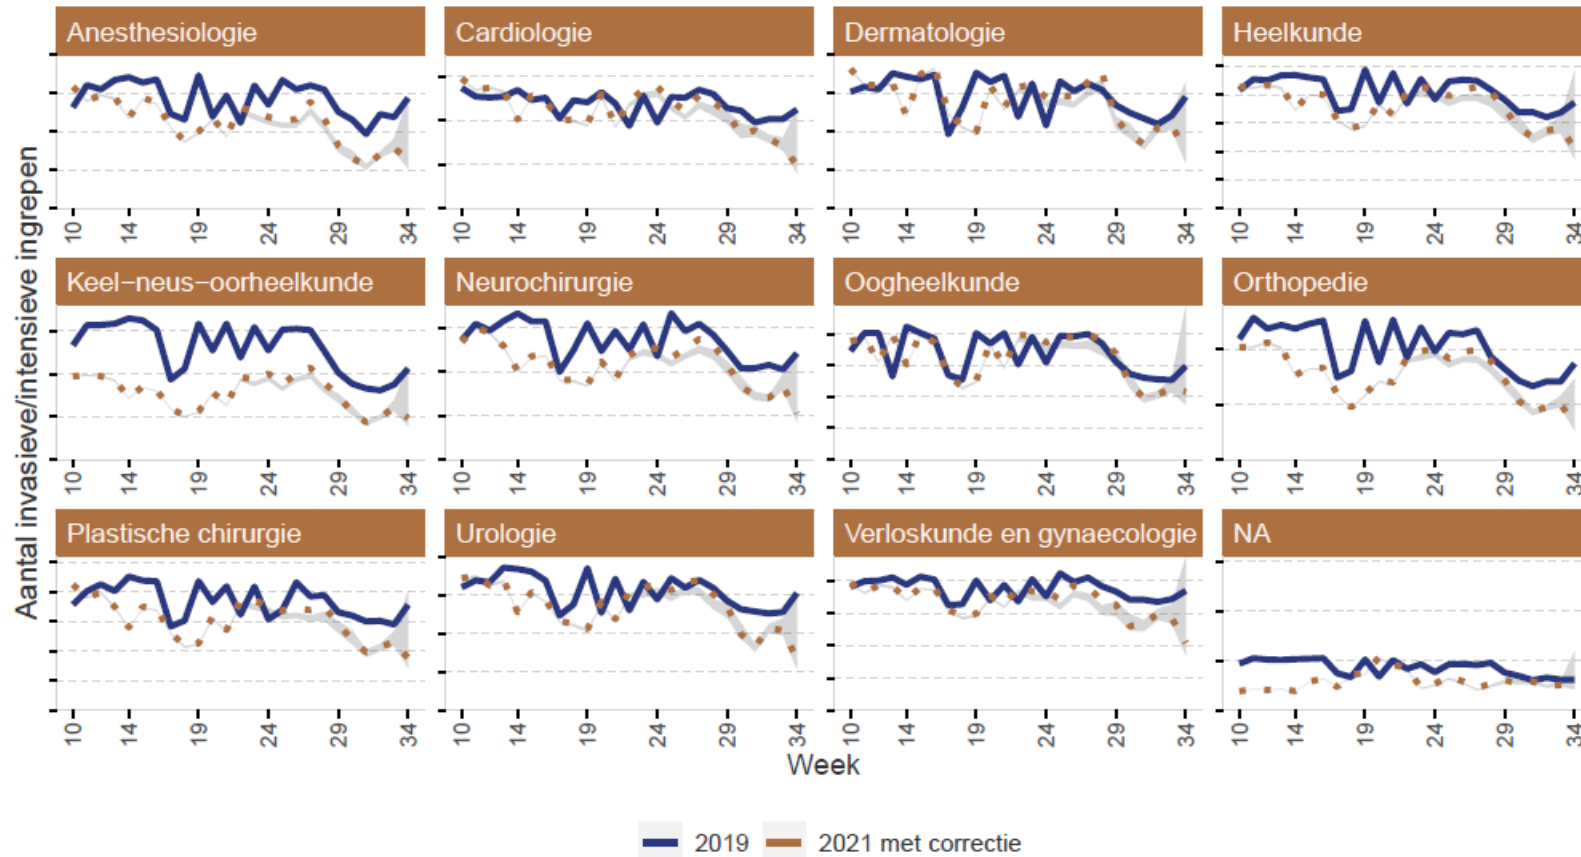 Aantal invasieve/intensieve ingrepen
Anesthesiologie
Cardiologie
Dermatologie
Heelkunde
10 14 19 24 29 34
10 14 19 24 29 34
10 14 19 24 29 34
10 14 19 24 29 34
Keel−neus−oorheelkunde
Neurochirurgie
Oogheelkunde
Orthopedie
10 14 19 24 29 34
10 14 19 24 29 34
10 14 19 24 29 34
10 14 19 24 29 34
Plastische chirurgie
Urologie
Verloskunde en gynaecologie
NA
10 14 19 24 29 34
10 14 19 24 29 34
10 14 19 24 29 34
10 14 19 24 29 34
Week
2019
2021 met correctie